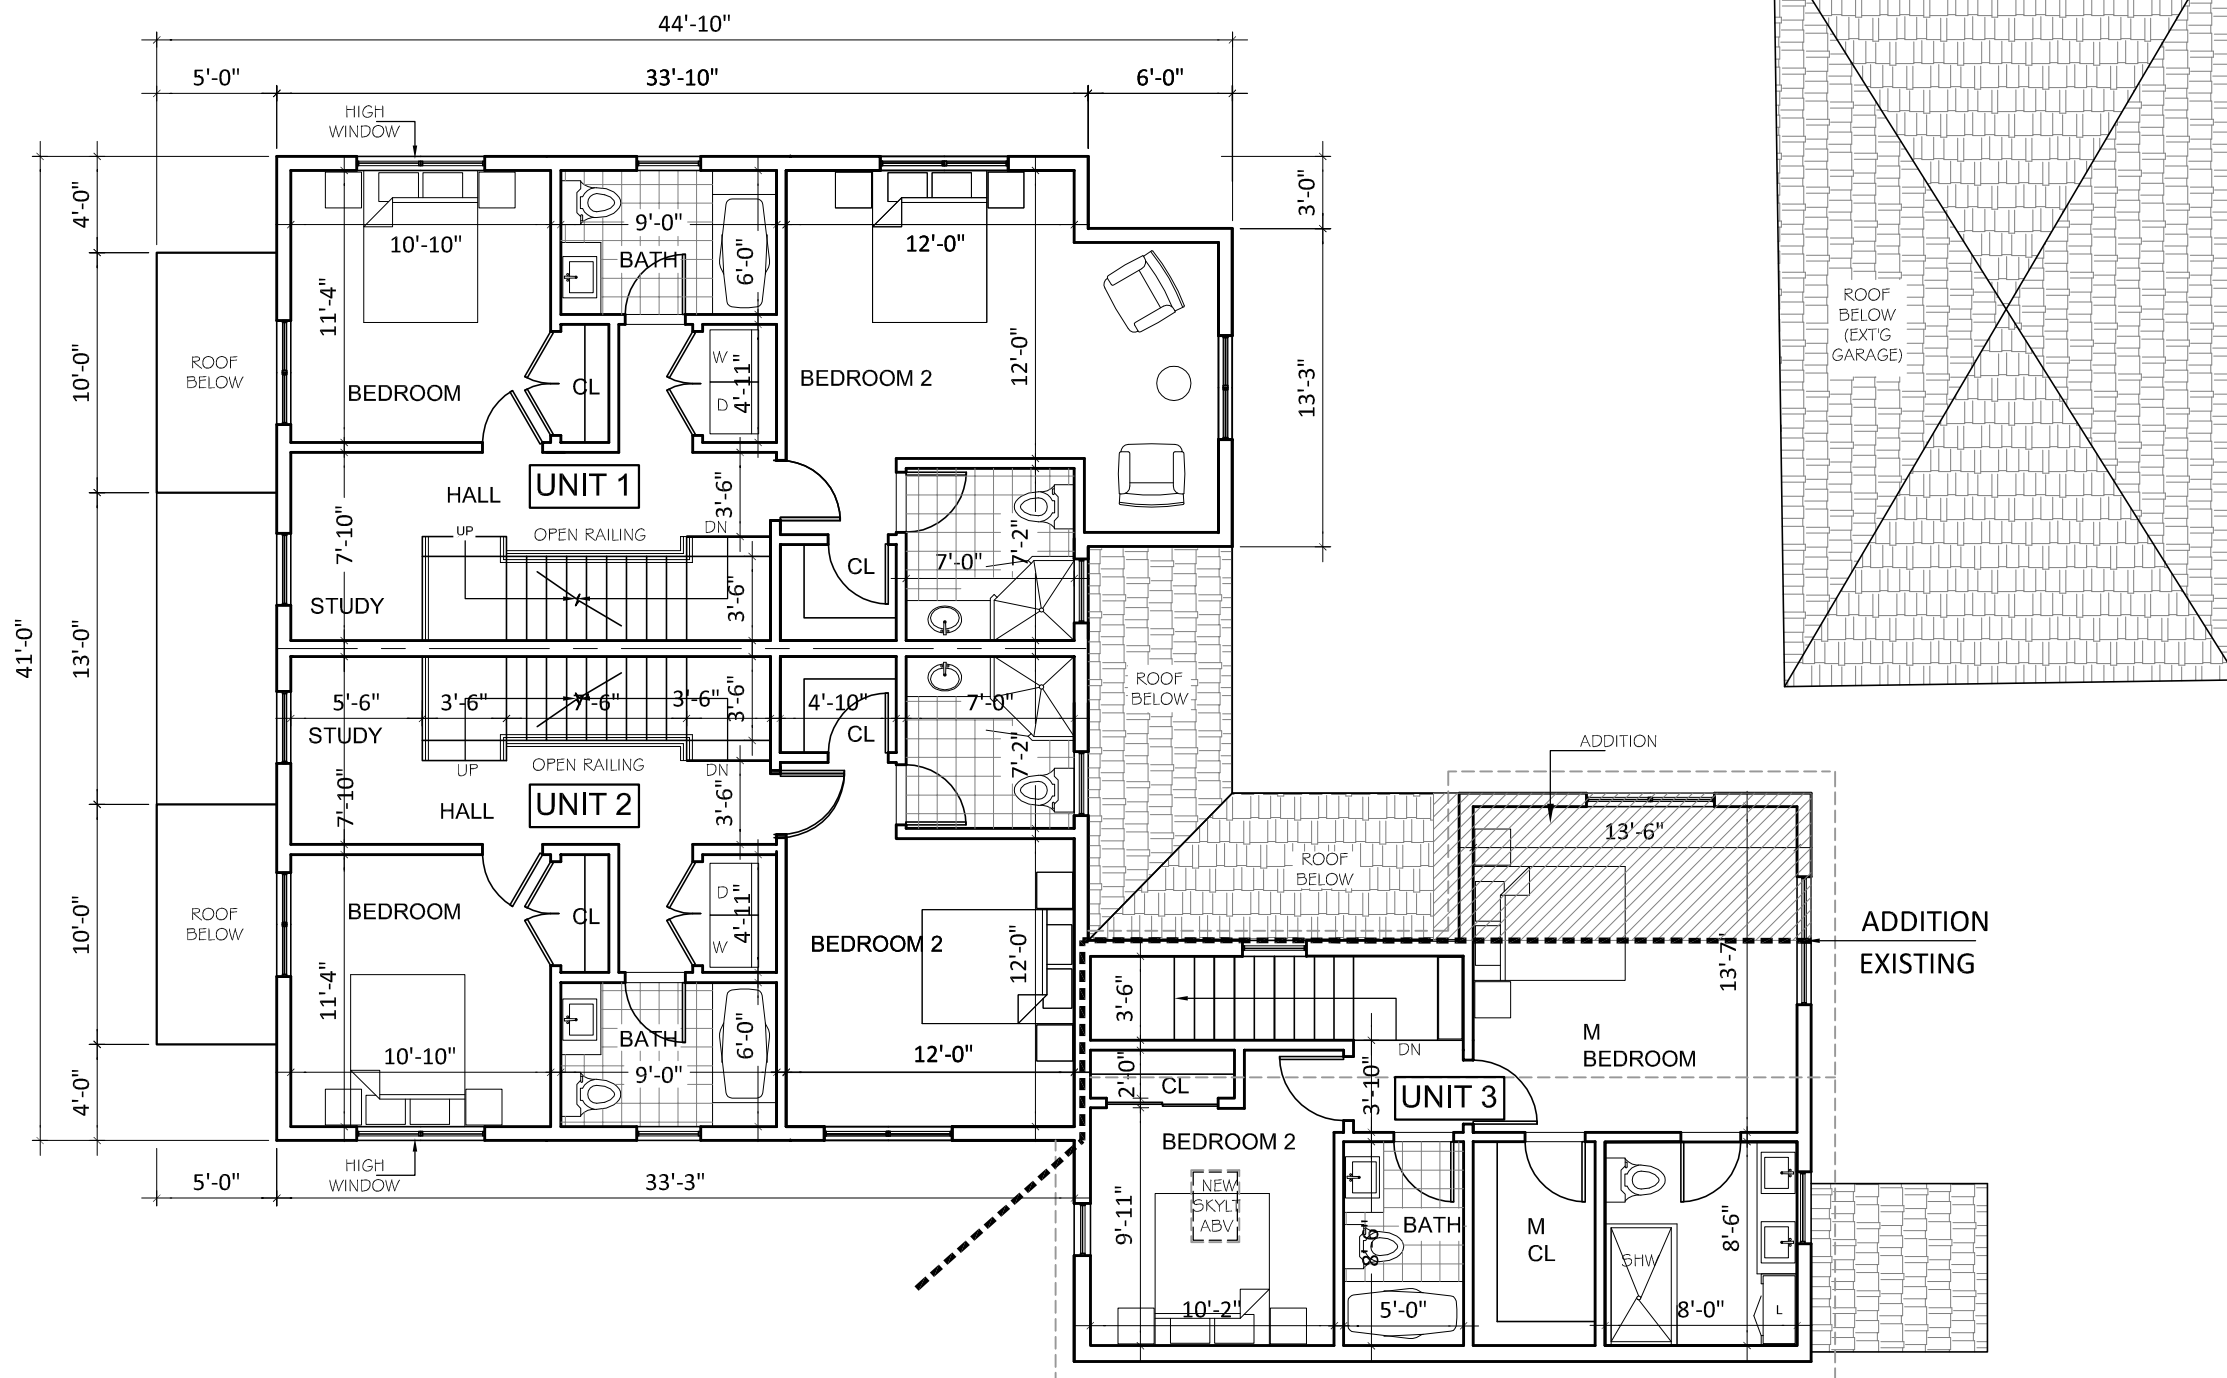 44'-10"
5'-0"
33'-10"
6'-0"
HIGH
WINDOW
4'-0"
3'-0"
9'-0"
10'-10"
12'-0"
BATH
6'-0"
11'-4"
ROOF
BELOW
(EXT'G
GARAGE)
ROOF
BELOW
10'-0"
12'-0"
W
4'-11"
D
CL
BEDROOM
BEDROOM 2
13'-3"
HALL
UNIT 1
3'-6"
UP
OPEN RAILING
DN
7'-10"
7'-2"
7'-0"
CL
STUDY
3'-6"
41'-0"
13'-0"
5'-6"
3'-6"
7'-6"
3'-6"
3'-6"
4'-10"
7'-0"
STUDY
CL
ROOF
BELOW
7'-2"
UP
OPEN RAILING
DN
ADDITION
7'-10"
HALL
UNIT 2
3'-6"
13'-6"
ROOF
BELOW
ROOF
BELOW
10'-0"
BEDROOM
CL
D
4'-11"
W
BEDROOM 2
12'-0"
ADDITION
EXISTING
13'-7"
11'-4"
3'-6"
BATH
6'-0"
10'-10"
9'-0"
12'-0"
M
BEDROOM
DN
4'-0"
2'-0"
CL
3'-10"
UNIT 3
HIGH
WINDOW
5'-0"
33'-3"
BEDROOM 2
NEW
SKYLT
ABV
9'-11"
BATH
8'-6"
M
CL
8'-6"
SHW
10'-2"
5'-0"
8'-0"
L